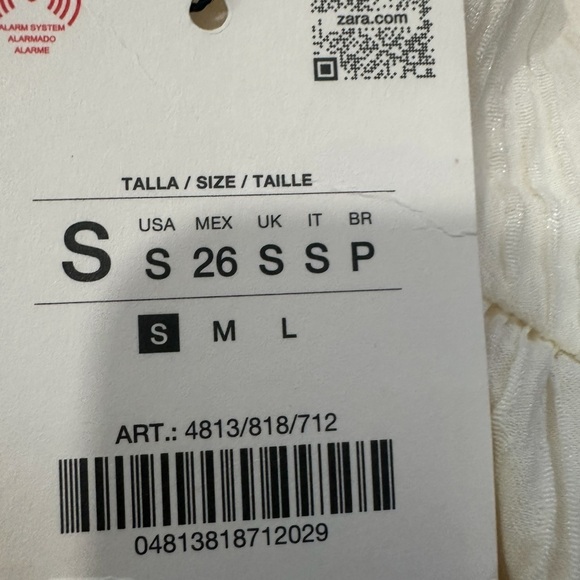 zara.com
ALARM SYSTEM
ALARMADO
ALARME
TALLA / SIZE / TAILLE
S
USA MEX UK IT BR
S 26 S S P
S M L
ART.: 4813/818/712
04813818712029